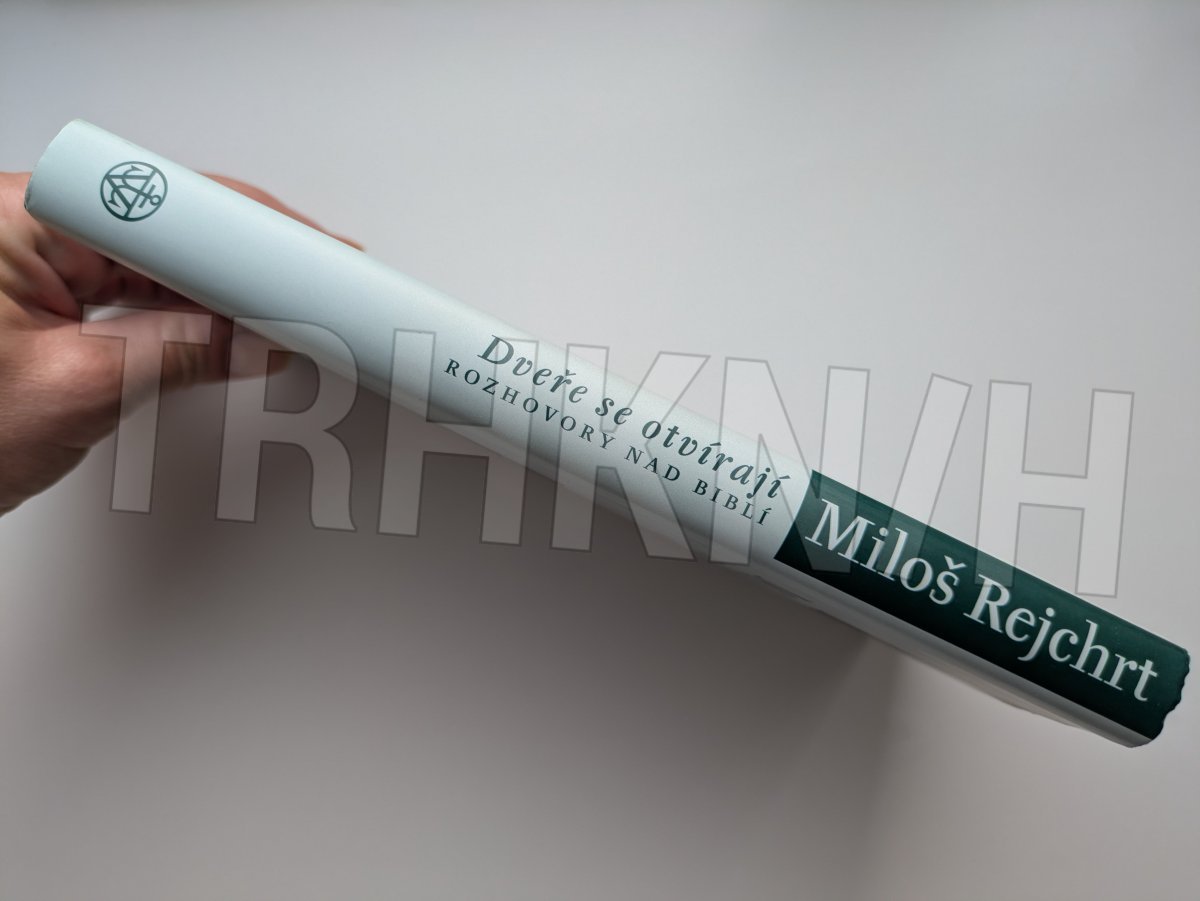 Dveře se otvírají
ROZHOVORY NAD BIBLÍ
Miloš Rejchrt
TRHKNIH